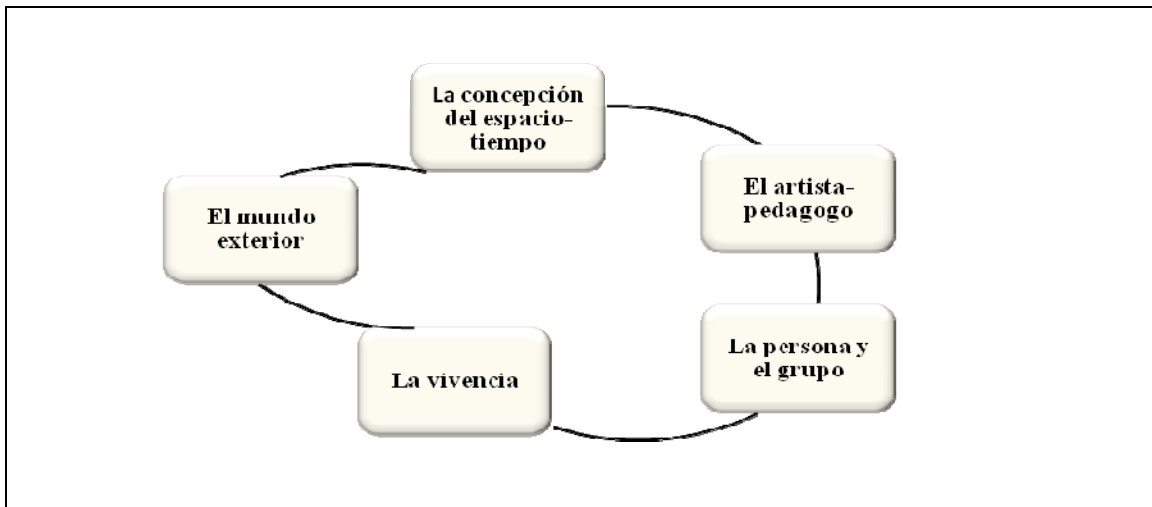 La concepción
del espacio-
tiempo
El artista-
pedagogo
La persona y
el grupo
La vivencia
El mundo
exterior